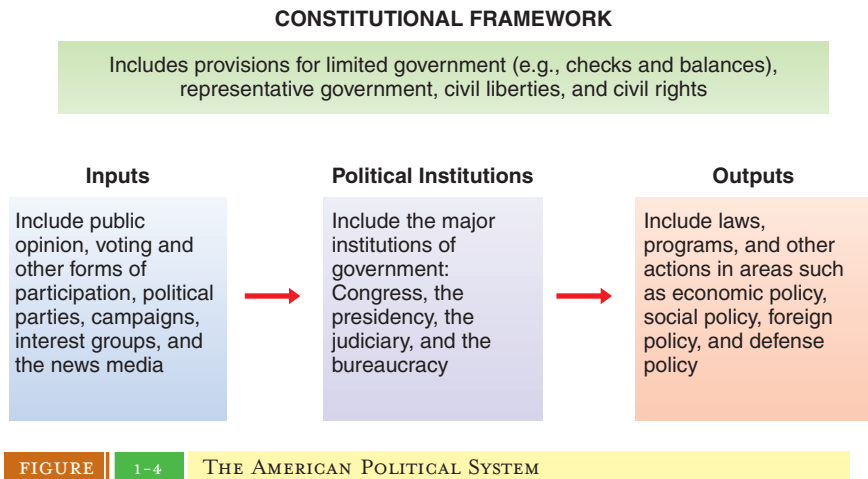 CONSTITUTIONAL FRAMEWORK
Includes provisions for limited government (e.g., checks and balances),
representative government, civil liberties, and civil rights
Inputs
Include public
opinion, voting and
other forms of
participation, political
parties, campaigns,
interest groups, and
the news media
Political Institutions
Include the major
institutions of
government:
Congress, the
presidency, the
judiciary, and the
bureaucracy
Outputs
Include laws,
programs, and other
actions in areas such
as economic policy,
social policy, foreign
policy, and defense
policy
FIGURE 1-4 THE AMERICAN POLITICAL SYSTEM